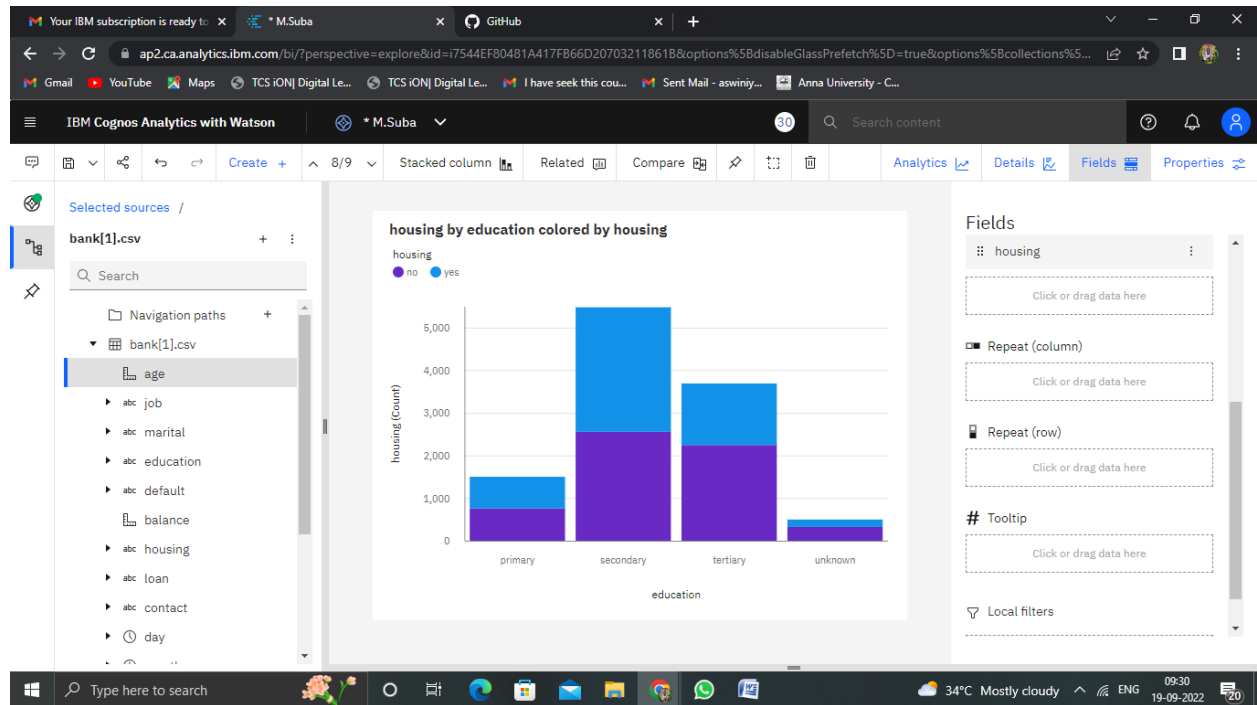 Your IBM subscription is ready to
* M.Suba
GitHub
ap2.ca.analytics.ibm.com/bi/?perspective=explore&id=i7544EF80481A417FB66D20703211861B&options%5BdisableGlassPrefetch%5D=true&options%5Bcollections%5...
Gmail YouTube Maps TCS iON| Digital Le... TCS iON| Digital Le... I have seek this cou... Sent Mail - aswiniy... Anna University - C...
IBM Cognos Analytics with Watson * M.Suba 30 Search content
Create + 8/9 Stacked column Related Compare Analytics Details Fields Properties
Selected sources /
bank[1].csv
Search
Navigation paths
bank[1].csv
age
abc job
abc marital
abc education
abc default
balance
abc housing
abc loan
abc contact
day
housing by education colored by housing
housing
no yes
5,000
4,000
3,000
2,000
1,000
0
housing (Count)
primary secondary tertiary unknown
education
Fields
housing
Click or drag data here
Repeat (column)
Click or drag data here
Repeat (row)
Click or drag data here
# Tooltip
Click or drag data here
Local filters
Type here to search
34°C Mostly cloudy ENG
09:30
19-09-2022
20